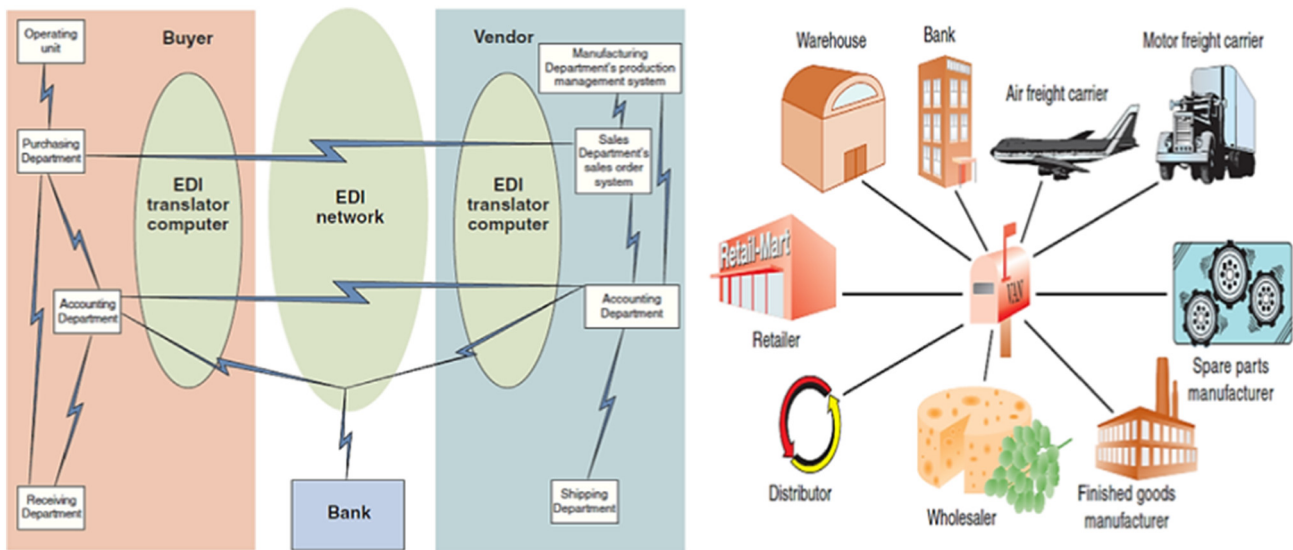 Operating
unit
Buyer
Purchasing
Department
EDI
translator
computer
Accounting
Department
Receiving
Department
EDI
network
Bank
Vendor
Manufacturing
Department's production
management system
Sales
Department's
sales order
system
EDI
translator
computer
Accounting
Department
Shipping
Department
Warehouse
Bank
Air freight carrier
Motor freight carrier
Retail-Mart
Retailer
VAN
Spare parts
manufacturer
Distributor
Wholesaler
Finished goods
manufacturer